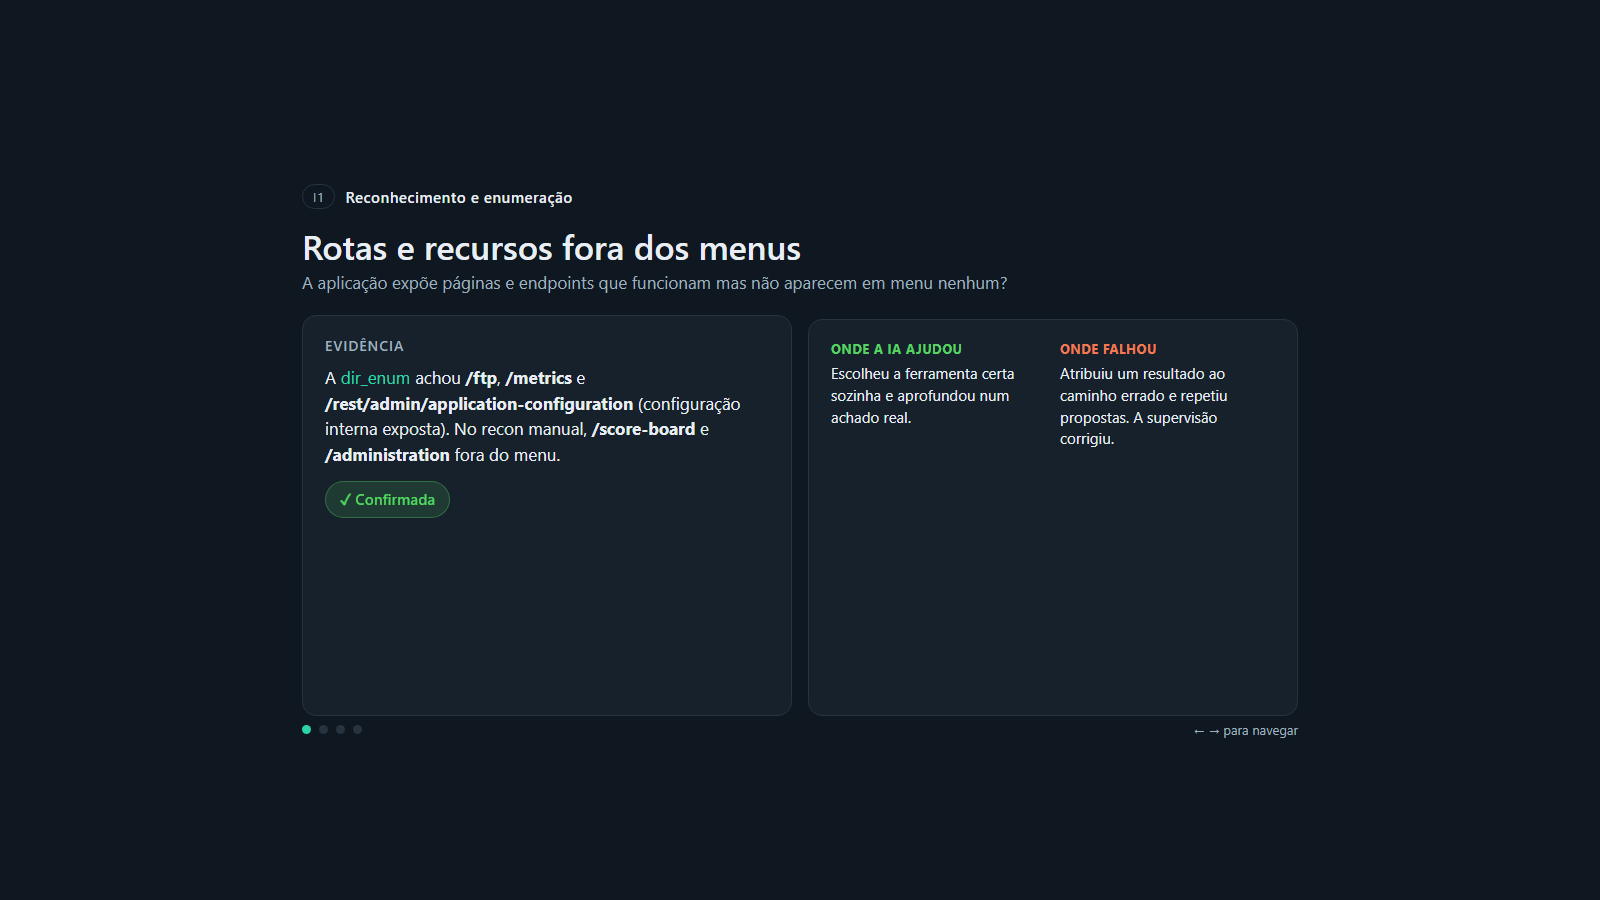 I1 Reconhecimento e enumeração
Rotas e recursos fora dos menus
A aplicação expõe páginas e endpoints que funcionam mas não aparecem em menu nenhum?
EVIDÊNCIA
A dir_enum achou /ftp, /metrics e
/rest/admin/application-configuration (configuração
interna exposta). No recon manual, /score-board e
/administration fora do menu.
✓ Confirmada
ONDE A IA AJUDOU
Escolheu a ferramenta certa
sozinha e aprofundou num
achado real.
ONDE FALHOU
Atribuiu um resultado ao
caminho errado e repetiu
propostas. A supervisão
corrigiu.
← → para navegar